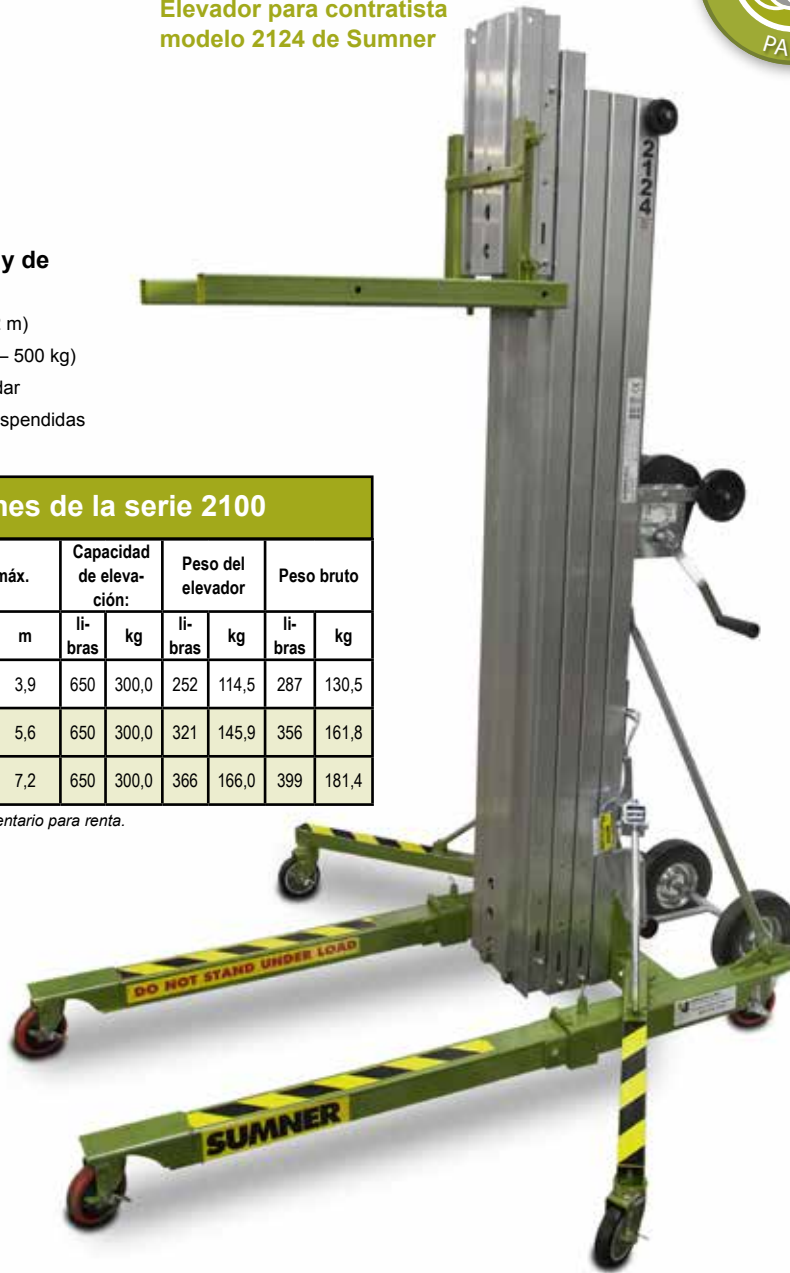 Elevador para contratista
modelo 2124 de Sumner
PA
2124
y de
m)
– 500 kg)
dar
spendidas
nes de la serie 2100
máx.
Capacidad
de eleva-
ción:
Peso del
elevador
Peso bruto
m
li-
bras
kg
li-
bras
kg
li-
bras
kg
3,9 650 300,0 252 114,5 287 130,5
5,6 650 300,0 321 145,9 356 161,8
7,2 650 300,0 366 166,0 399 181,4
entario para renta.
DO NOT STAND UNDER LOAD
SUMNER